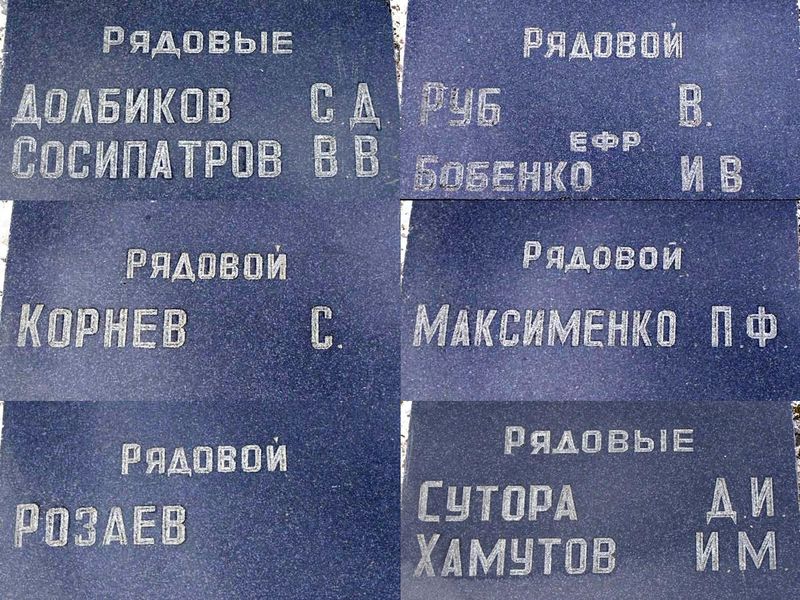 Рядовые
Долбиков С.Д.
Сосипатров В.В.
Рядовой
Руб В.
ефр
Бобенко И.В.
Рядовой
Корнев С.
Рядовой
Максименко П.Ф
Рядовой
Розаев
Рядовые
Сутора Д.И
Хамутов И.М.